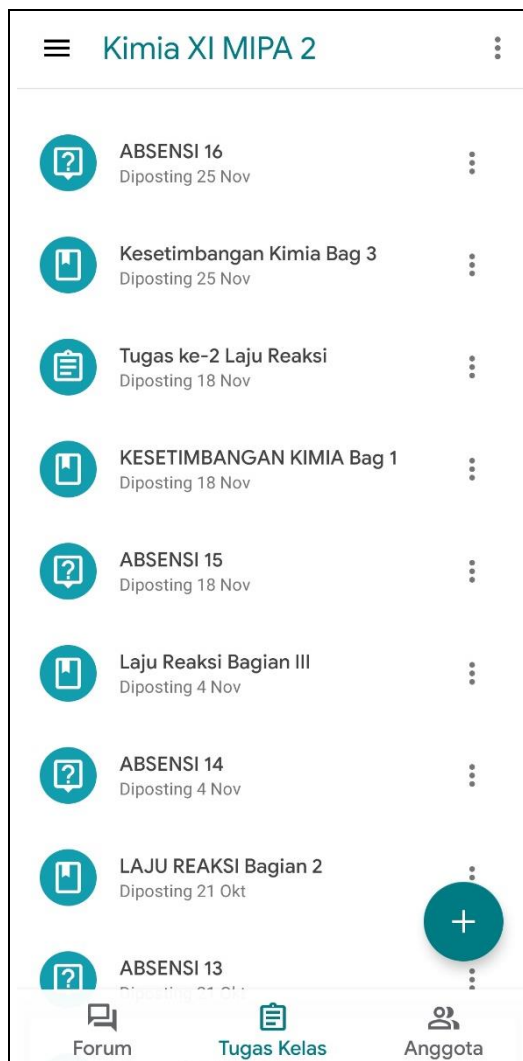 Kimia XI MIPA 2
ABSENSI 16
Diposting 25 Nov
Kesetimbangan Kimia Bag 3
Diposting 25 Nov
Tugas ke-2 Laju Reaksi
Diposting 18 Nov
KESETIMBANGAN KIMIA Bag 1
Diposting 18 Nov
ABSENSI 15
Diposting 18 Nov
Laju Reaksi Bagian III
Diposting 4 Nov
ABSENSI 14
Diposting 4 Nov
LAJU REAKSI Bagian 2
Diposting 21 Okt
ABSENSI 13
Forum
Tugas Kelas
Anggota